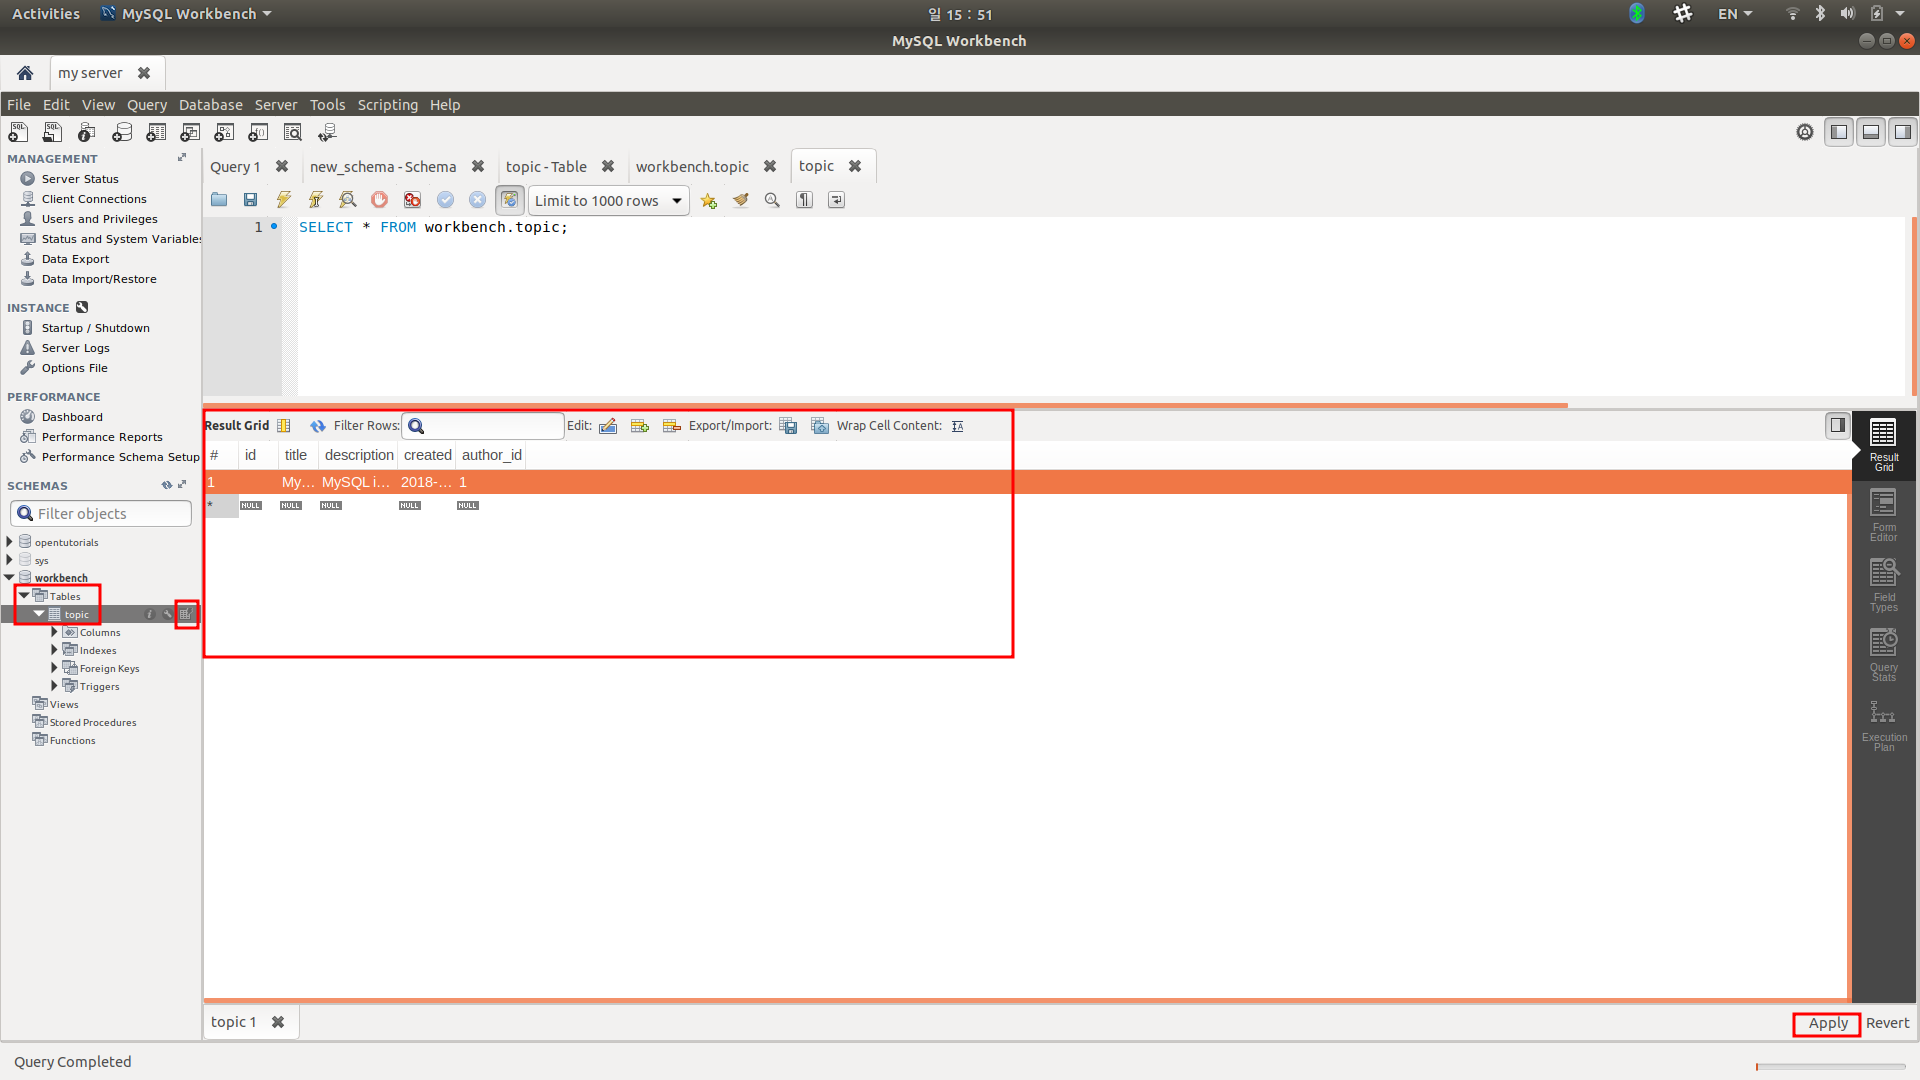 Activities MySQL Workbench 일 15 : 51 EN
MySQL Workbench
my server
File Edit View Query Database Server Tools Scripting Help
MANAGEMENT
Server Status
Client Connections
Users and Privileges
Status and System Variables
Data Export
Data Import/Restore
INSTANCE
Startup / Shutdown
Server Logs
Options File
PERFORMANCE
Dashboard
Performance Reports
Performance Schema Setup
SCHEMAS
Filter objects
opentutorials
sys
workbench
Tables
topic
Columns
Indexes
Foreign Keys
Triggers
Views
Stored Procedures
Functions
Query 1 new_schema - Schema topic - Table workbench.topic topic
Limit to 1000 rows
1 SELECT * FROM workbench.topic;
Result Grid Filter Rows: Edit: Export/Import: Wrap Cell Content:
# id title description created author_id
1 My... MySQL i... 2018-... 1
* NULL NULL NULL NULL NULL
Result
Grid
Form
Editor
Field
Types
Query
Stats
Execution
Plan
topic 1 Apply Revert
Query Completed